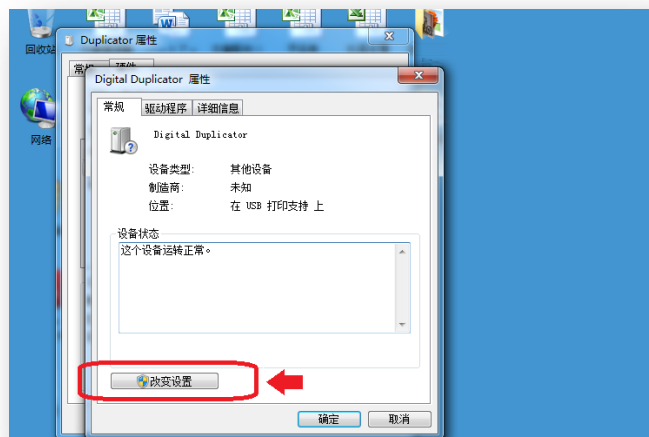 回收站
Duplicator 属性
常规
硬件
Digital Duplicator 属性
常规
驱动程序
详细信息
网络
Digital Duplicator
设备类型: 其他设备
制造商: 未知
位置: 在 USB 打印支持 上
设备状态
这个设备运转正常。
改变设置
确定
取消